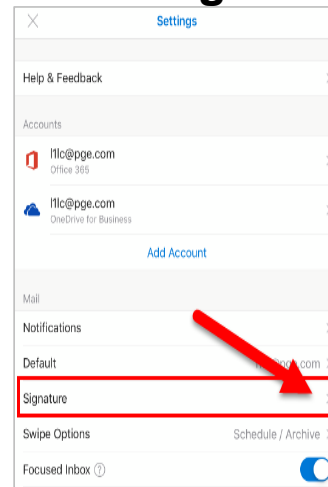 Settings
Help & Feedback
Accounts
l1lc@pge.com
Office 365
l1lc@pge.com
OneDrive for Business
Add Account
Mail
Notifications
Default
.com
Signature
Swipe Options Schedule / Archive
Focused Inbox ?